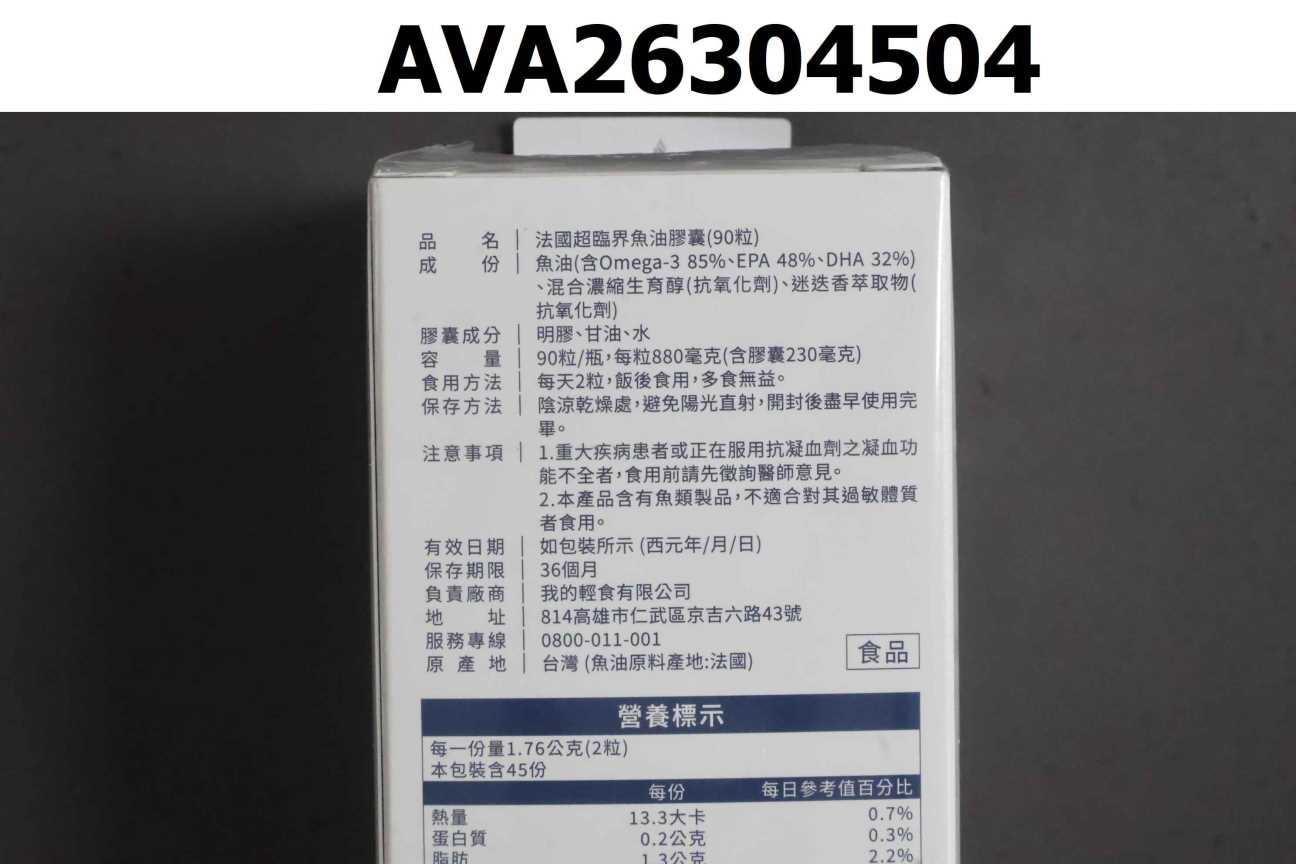 AVA26304504
品名｜法國超臨界魚油膠囊(90粒)
成份｜魚油(含Omega-3 85%、EPA 48%、DHA 32%)
、混合濃縮生育醇(抗氧化劑)、迷迭香萃取物(
抗氧化劑)
膠囊成分｜明膠、甘油、水
容量｜90粒/瓶，每粒880毫克(含膠囊230毫克)
食用方法｜每天2粒，飯後食用，多食無益。
保存方法｜陰涼乾燥處，避免陽光直射，開封後盡早使用完
畢。
注意事項｜1.重大疾病患者或正在服用抗凝血劑之凝血功
能不全者，食用前請先徵詢醫師意見。
2.本產品含有魚類製品，不適合對其過敏體質
者食用。
有效日期｜如包裝所示 (西元年/月/日)
保存期限｜36個月
負責廠商｜我的輕食有限公司
地址｜814高雄市仁武區京吉六路43號
服務專線｜0800-011-001
原產地｜台灣 (魚油原料產地:法國)
食品
營養標示
每一份量1.76公克(2粒)
本包裝含45份
每份 每日參考值百分比
熱量 13.3大卡 0.7%
蛋白質 0.2公克 0.3%
脂肪 1.3公克 2.2%